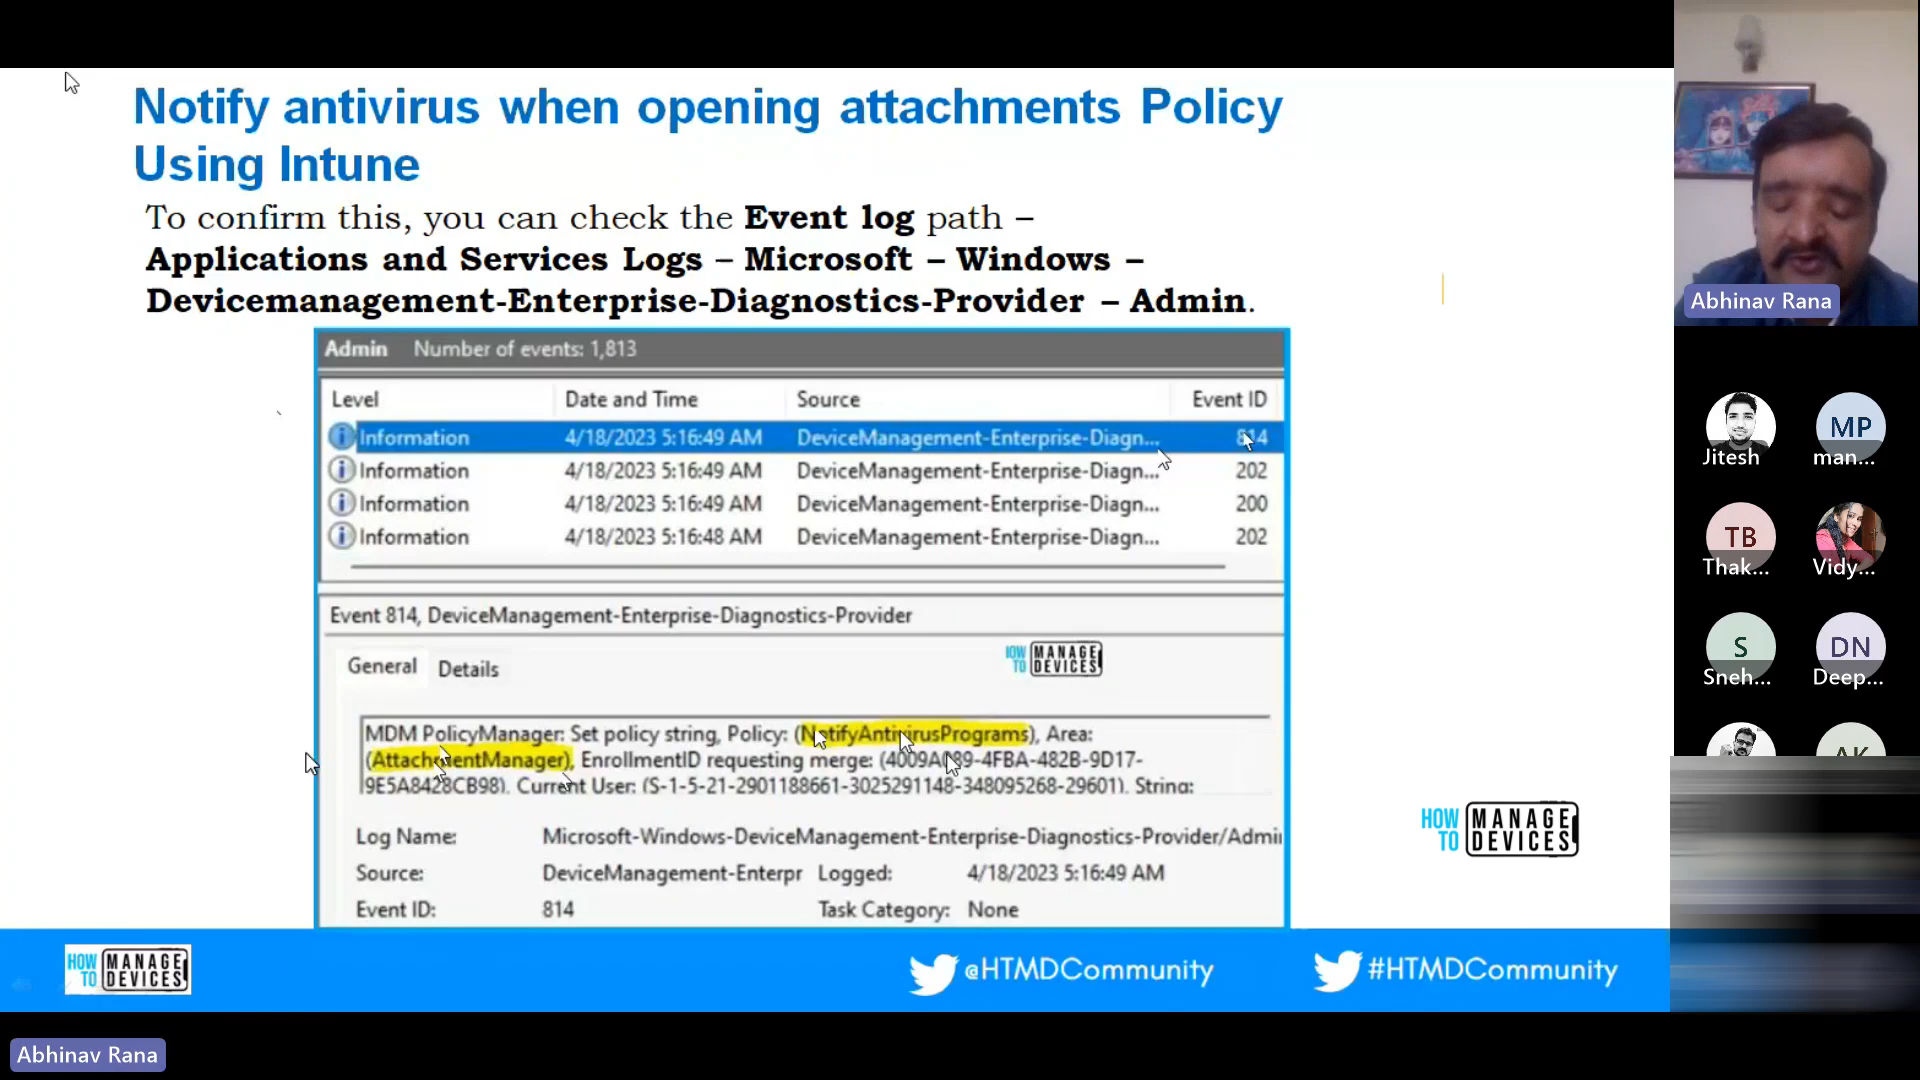 Notify antivirus when opening attachments Policy
Using Intune
To confirm this, you can check the Event log path –
Applications and Services Logs – Microsoft – Windows –
Devicemanagement-Enterprise-Diagnostics-Provider – Admin.
Admin Number of events: 1,813
Level Date and Time Source Event ID
Information 4/18/2023 5:16:49 AM DeviceManagement-Enterprise-Diagn... 814
Information 4/18/2023 5:16:49 AM DeviceManagement-Enterprise-Diagn... 202
Information 4/18/2023 5:16:49 AM DeviceManagement-Enterprise-Diagn... 200
Information 4/18/2023 5:16:48 AM DeviceManagement-Enterprise-Diagn... 202
Event 814, DeviceManagement-Enterprise-Diagnostics-Provider
General Details
HOW TO MANAGE DEVICES
MDM PolicyManager: Set policy string, Policy: (NotifyAntivirusPrograms), Area:
(AttachmentManager), EnrollmentID requesting merge: (4009A089-4FBA-482B-9D17-
9E5A8428CB98), Current User: (S-1-5-21-2901188661-3025291148-348095268-29601), String:
Log Name: Microsoft-Windows-DeviceManagement-Enterprise-Diagnostics-Provider/Admi
Source: DeviceManagement-Enterpr Logged: 4/18/2023 5:16:49 AM
Event ID: 814 Task Category: None
HOW TO MANAGE DEVICES
HOW TO MANAGE DEVICES
@HTMDCommunity
#HTMDCommunity
Abhinav Rana
Abhinav Rana
Jitesh
MP
man...
TB
Thak...
Vidy...
S
Sneh...
DN
Deep...
AK